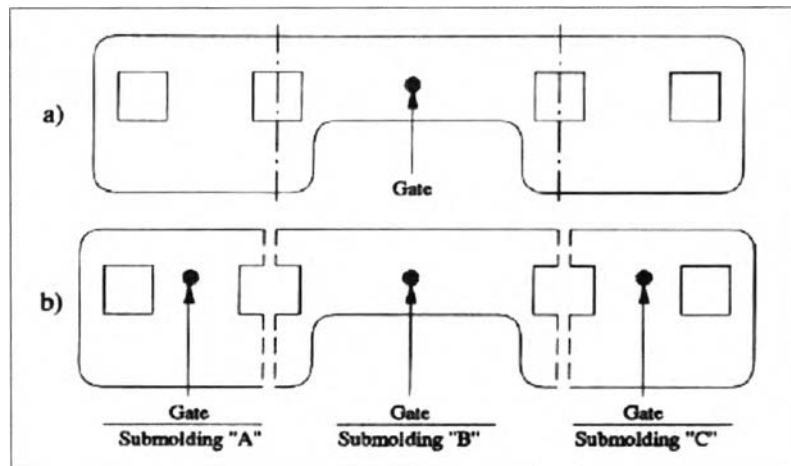 a)
Gate
b)
Gate
Submolding "A"
Gate
Submolding "B"
Gate
Submolding "C"